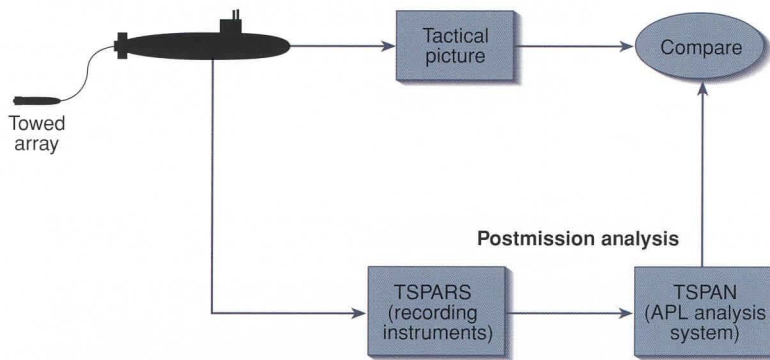 Tactical
picture
Compare
Towed
array
Postmission analysis
TSPARS
(recording
instruments)
TSPAN
(APL analysis
system)